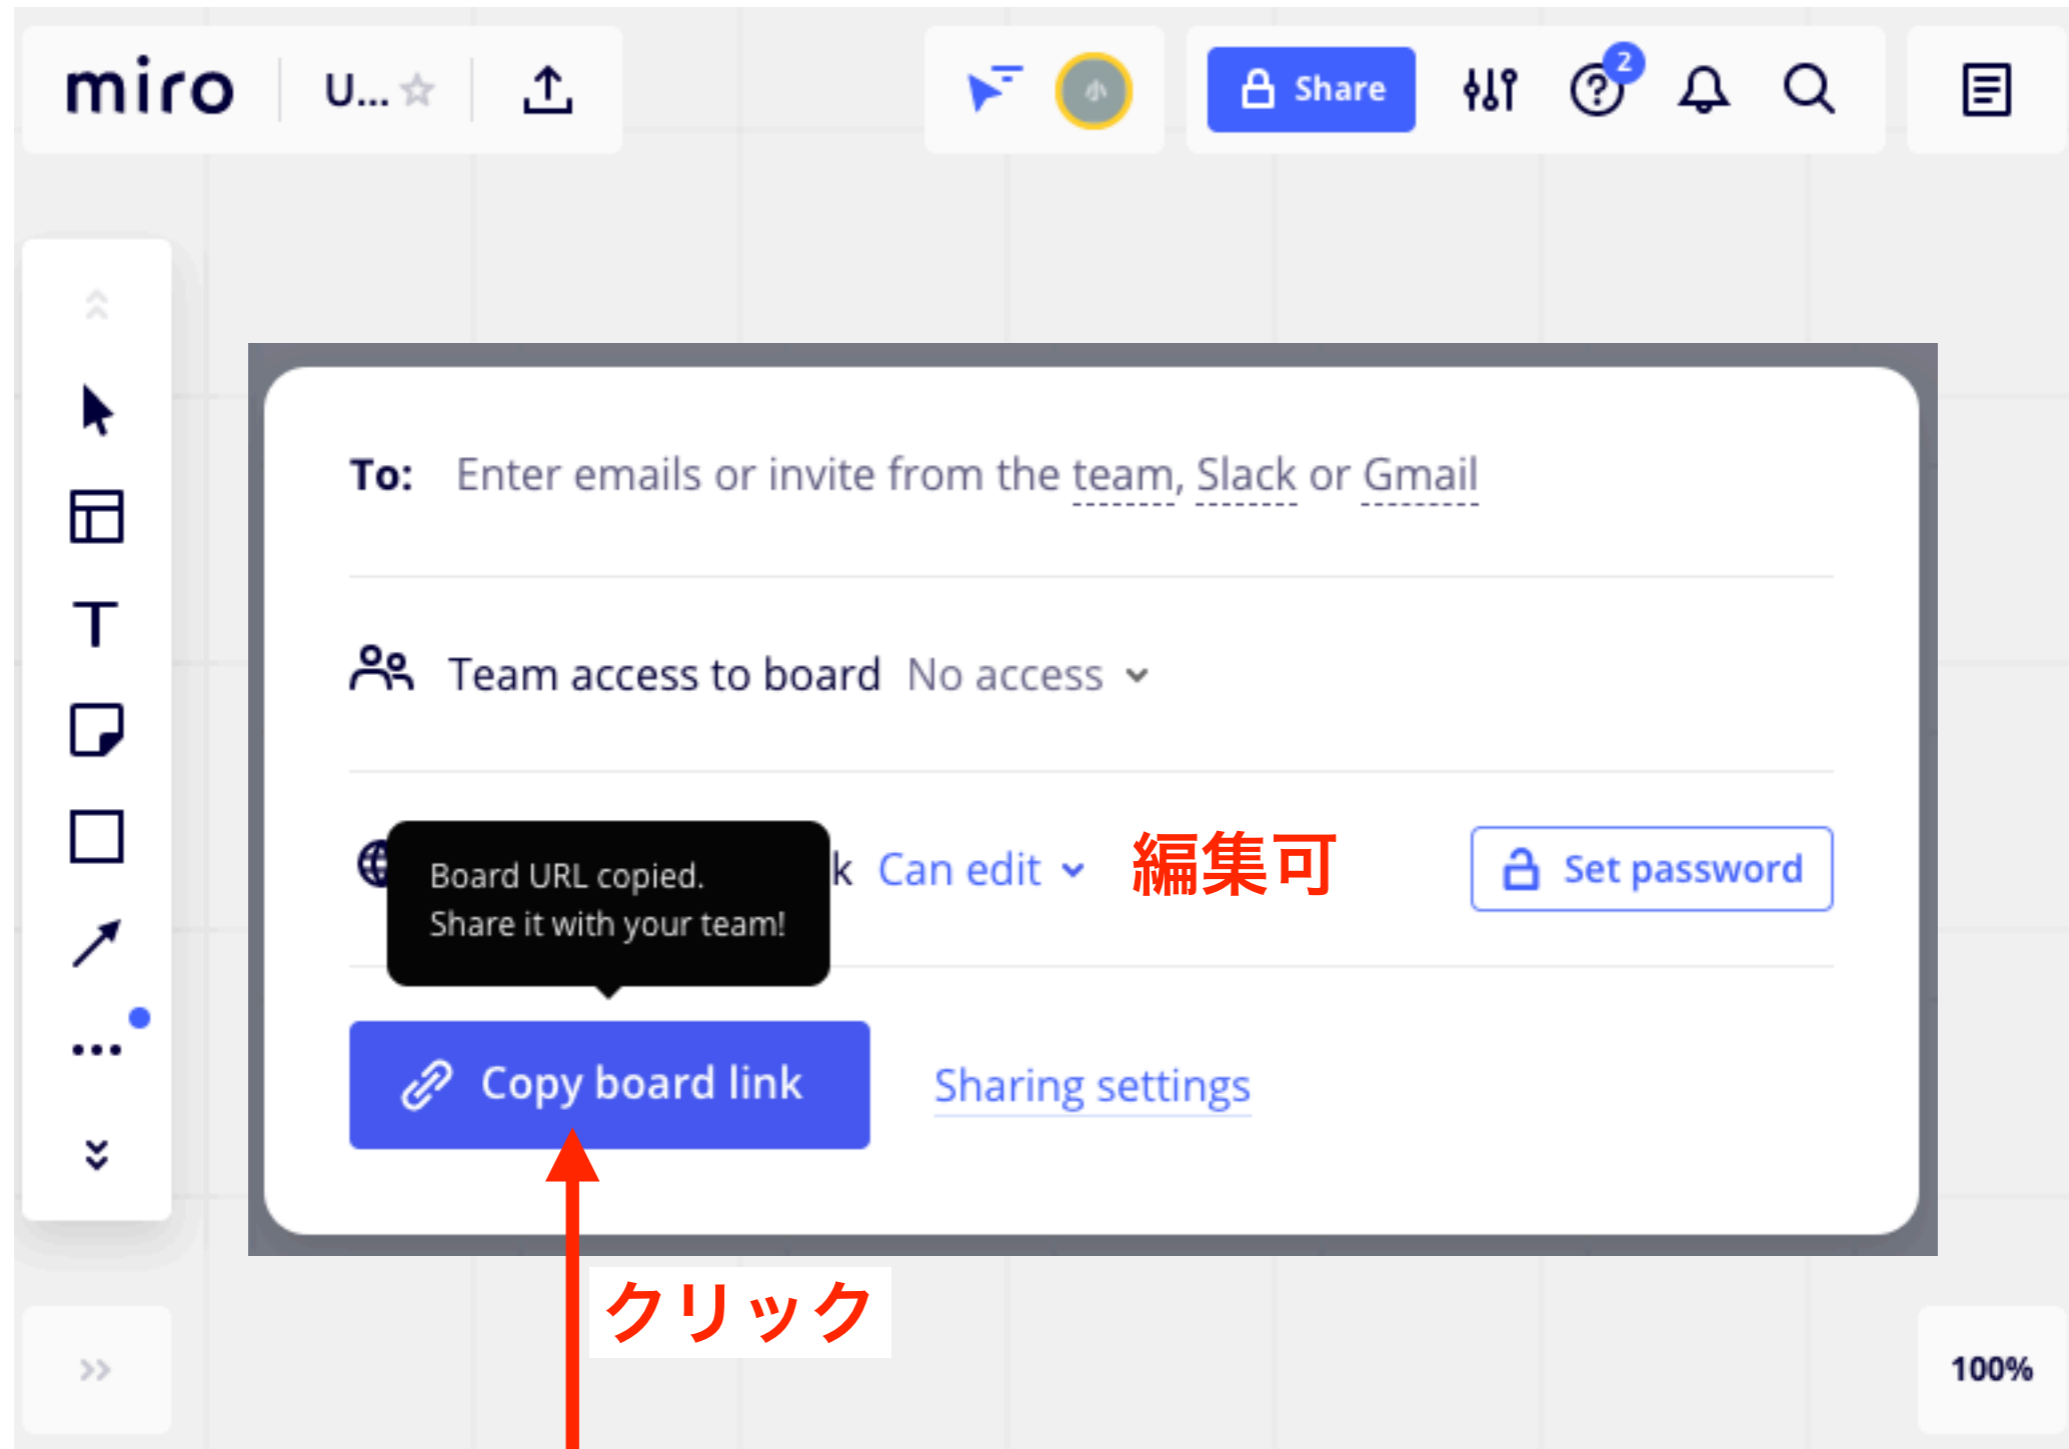 miro
U...
Share
2
小
To: Enter emails or invite from the team, Slack or Gmail
Team access to board No access
k Can edit 編集可 Set password
Board URL copied.
Share it with your team!
Copy board link Sharing settings
クリック
100%